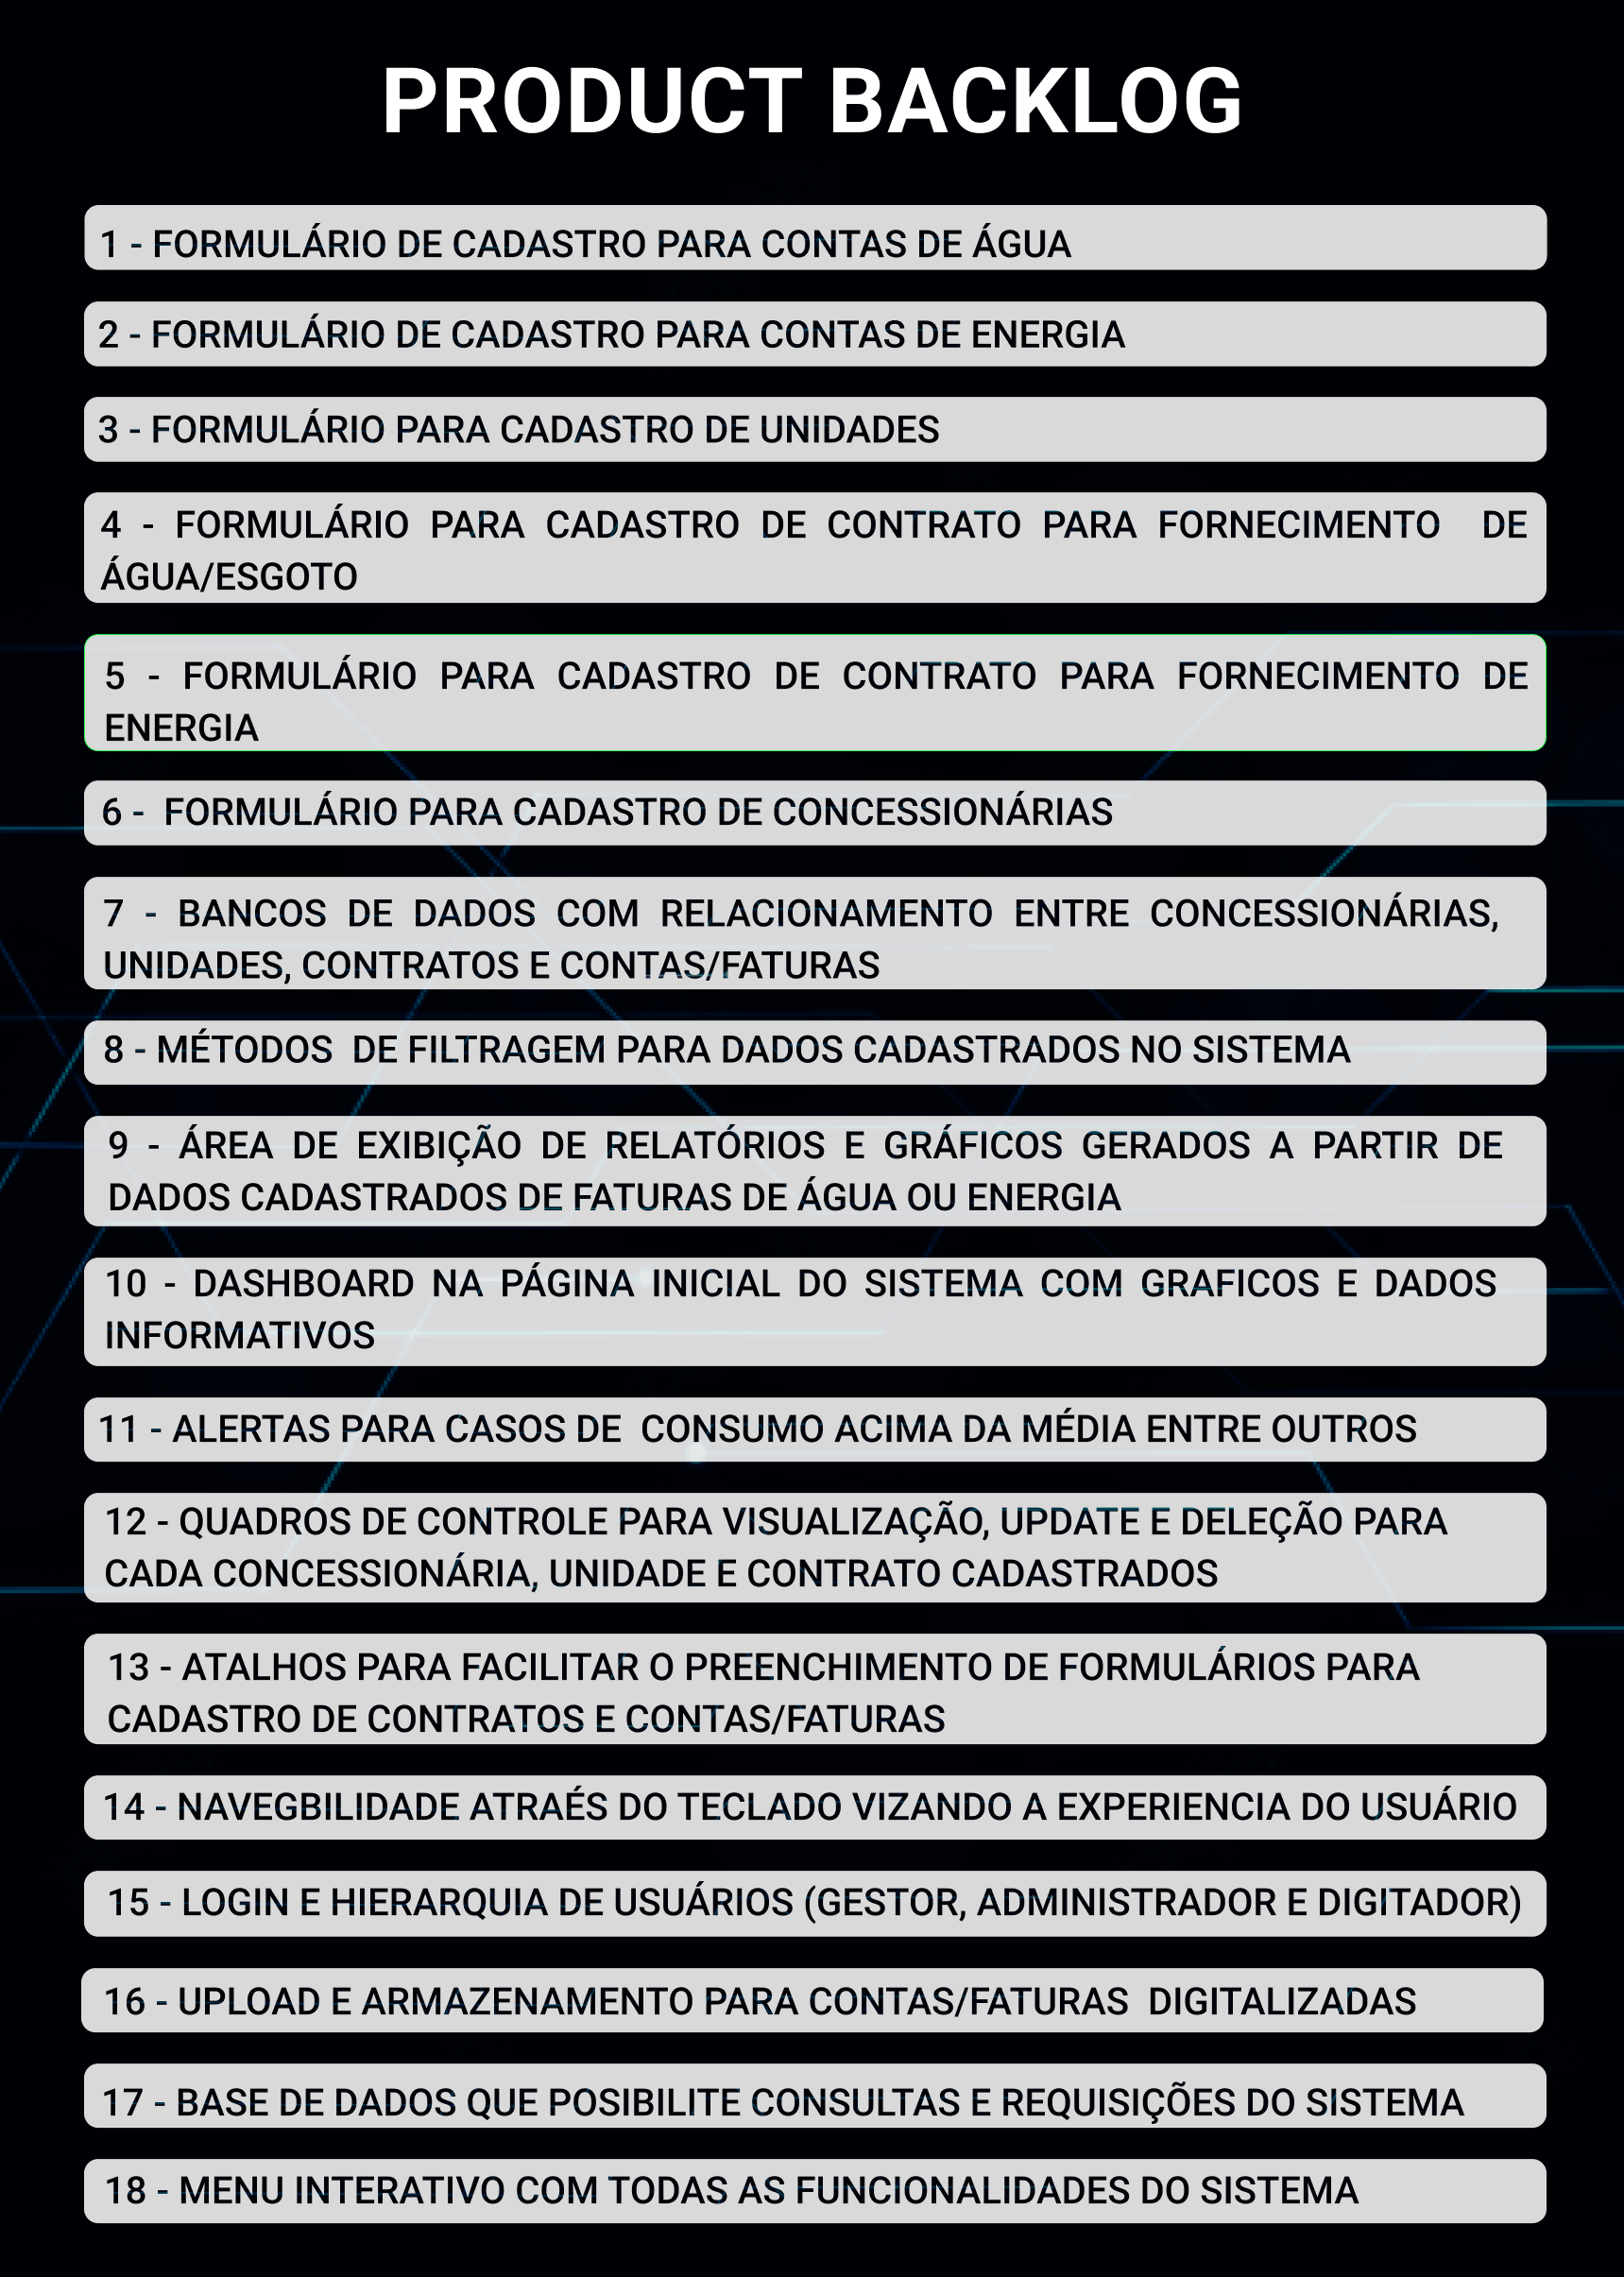 PRODUCT BACKLOG
1 - FORMULÁRIO DE CADASTRO PARA CONTAS DE ÁGUA
2 - FORMULÁRIO DE CADASTRO PARA CONTAS DE ENERGIA
3 - FORMULÁRIO PARA CADASTRO DE UNIDADES
4 - FORMULÁRIO PARA CADASTRO DE CONTRATO PARA FORNECIMENTO DE
ÁGUA/ESGOTO
5 - FORMULÁRIO PARA CADASTRO DE CONTRATO PARA FORNECIMENTO DE
ENERGIA
6 - FORMULÁRIO PARA CADASTRO DE CONCESSIONÁRIAS
7 - BANCOS DE DADOS COM RELACIONAMENTO ENTRE CONCESSIONÁRIAS,
UNIDADES, CONTRATOS E CONTAS/FATURAS
8 - MÉTODOS DE FILTRAGEM PARA DADOS CADASTRADOS NO SISTEMA
9 - ÁREA DE EXIBIÇÃO DE RELATÓRIOS E GRÁFICOS GERADOS A PARTIR DE
DADOS CADASTRADOS DE FATURAS DE ÁGUA OU ENERGIA
10 - DASHBOARD NA PÁGINA INICIAL DO SISTEMA COM GRAFICOS E DADOS
INFORMATIVOS
11 - ALERTAS PARA CASOS DE CONSUMO ACIMA DA MÉDIA ENTRE OUTROS
12 - QUADROS DE CONTROLE PARA VISUALIZAÇÃO, UPDATE E DELEÇÃO PARA
CADA CONCESSIONÁRIA, UNIDADE E CONTRATO CADASTRADOS
13 - ATALHOS PARA FACILITAR O PREENCHIMENTO DE FORMULÁRIOS PARA
CADASTRO DE CONTRATOS E CONTAS/FATURAS
14 - NAVEGBILIDADE ATRAÉS DO TECLADO VIZANDO A EXPERIENCIA DO USUÁRIO
15 - LOGIN E HIERARQUIA DE USUÁRIOS (GESTOR, ADMINISTRADOR E DIGITADOR)
16 - UPLOAD E ARMAZENAMENTO PARA CONTAS/FATURAS DIGITALIZADAS
17 - BASE DE DADOS QUE POSIBILITE CONSULTAS E REQUISIÇÕES DO SISTEMA
18 - MENU INTERATIVO COM TODAS AS FUNCIONALIDADES DO SISTEMA